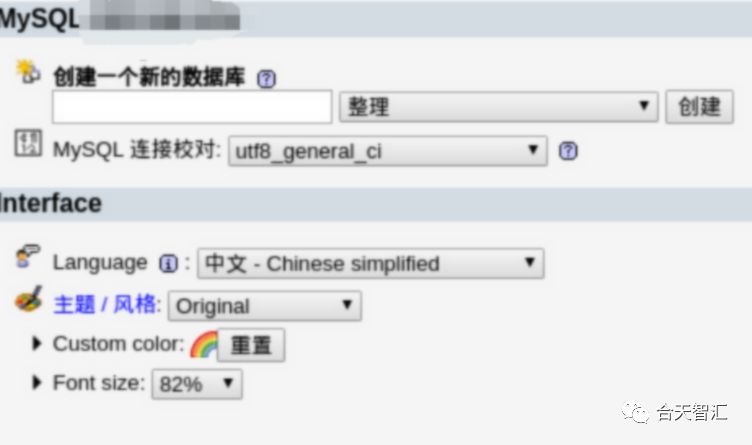 MySQL
创建一个新的数据库
整理 创建
MySQL 连接校对: utf8_general_ci
Interface
Language : 中文 - Chinese simplified
主题 / 风格: Original
Custom color: 重置
Font size: 82%
合天智汇